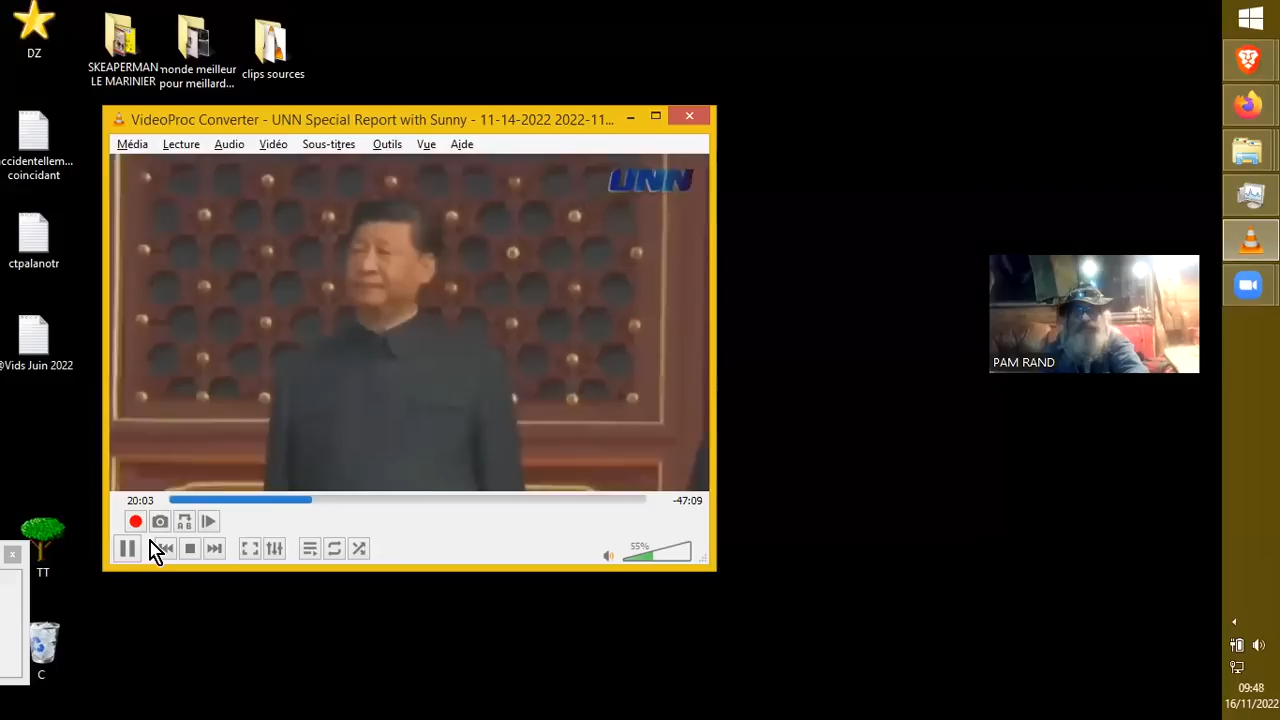 DZ
SKEAPERMAN
LE MARINIER
monde meilleur
pour meillard...
clips sources
ccidentellem...
coincidant
ctpalanotr
@Vids Juin 2022
TT
C
x
VideoProc Converter - UNN Special Report with Sunny - 11-14-2022 2022-11...
Média Lecture Audio Vidéo Sous-titres Outils Vue Aide
UNN
20:03
-47:09
A B
55%
PAM RAND
09:48
16/11/2022